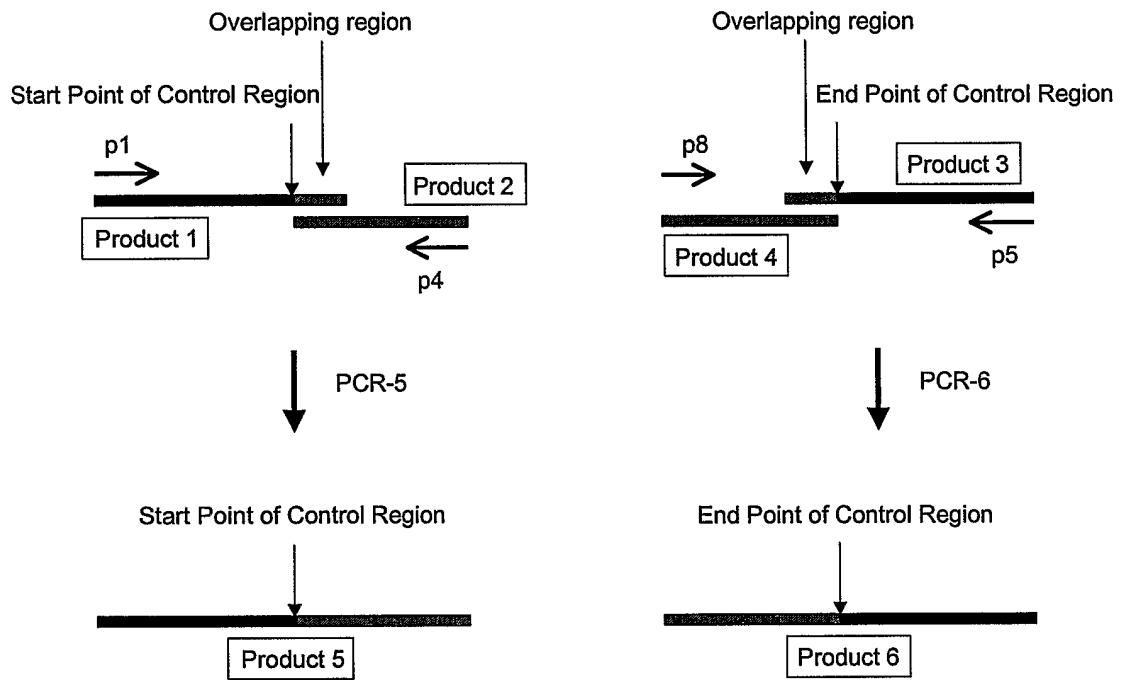 Overlapping region
Start Point of Control Region
p1
Product 2
Product 1
p4
PCR-5
Start Point of Control Region
Product 5
Overlapping region
End Point of Control Region
p8
Product 3
Product 4
p5
PCR-6
End Point of Control Region
Product 6